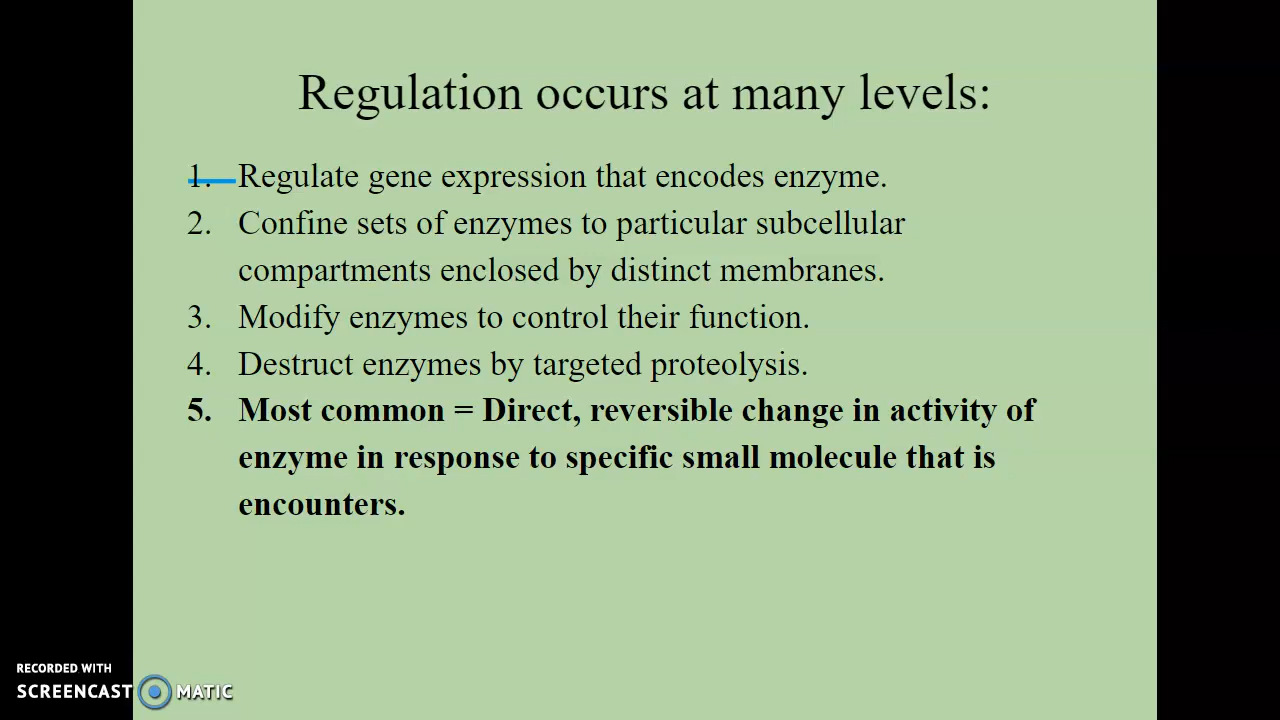 Regulation occurs at many levels:
1. Regulate gene expression that encodes enzyme.
2. Confine sets of enzymes to particular subcellular
compartments enclosed by distinct membranes.
3. Modify enzymes to control their function.
4. Destruct enzymes by targeted proteolysis.
5. Most common = Direct, reversible change in activity of
enzyme in response to specific small molecule that is
encounters.
RECORDED WITH
SCREENCAST MATIC